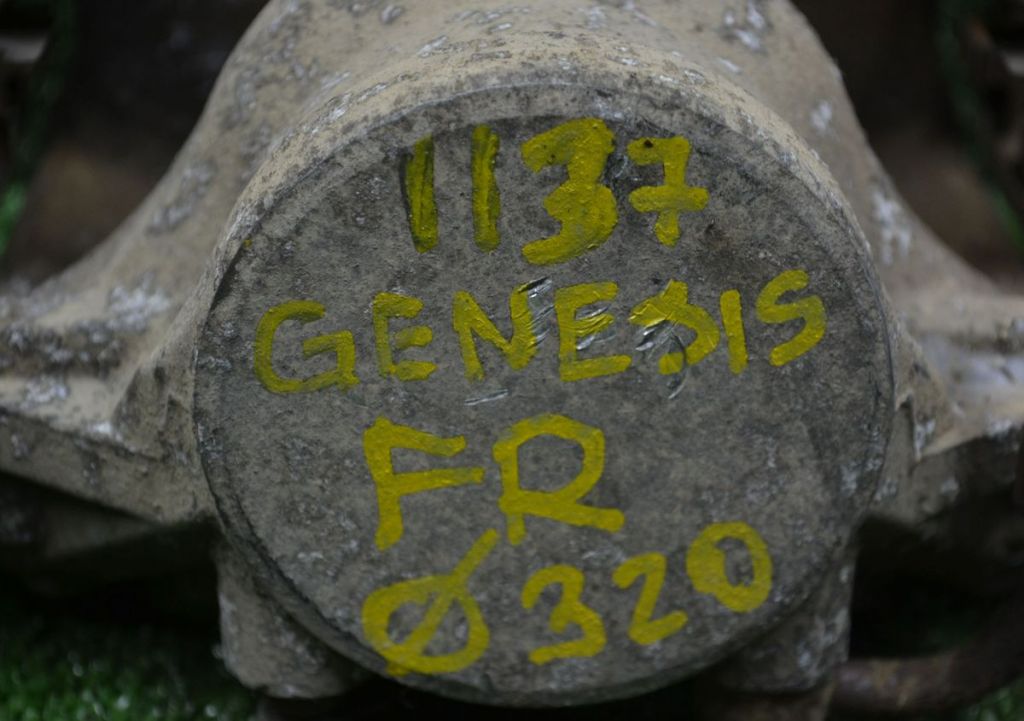 1137
GENESIS
FR
Ø320